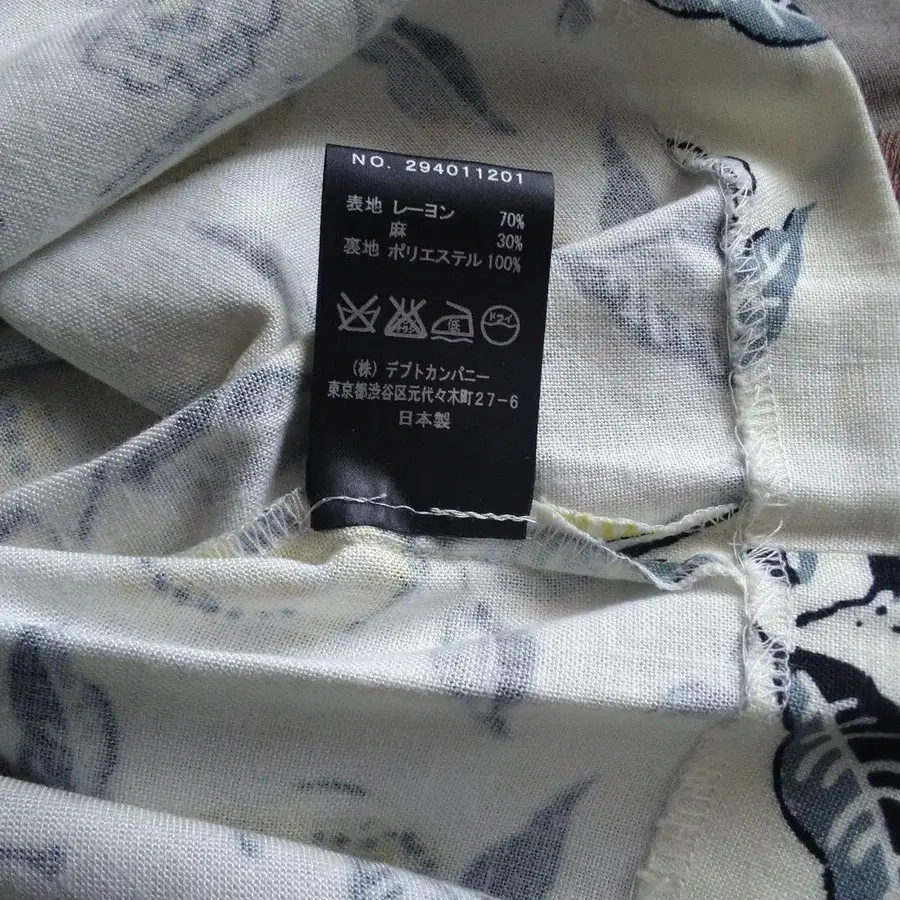 NO. 294011201
表地 レーヨン 70%
麻 30%
裏地 ポリエステル 100%
低 ドライ
(株) デプトカンパニー
東京都渋谷区元代々木町27-6
日本製